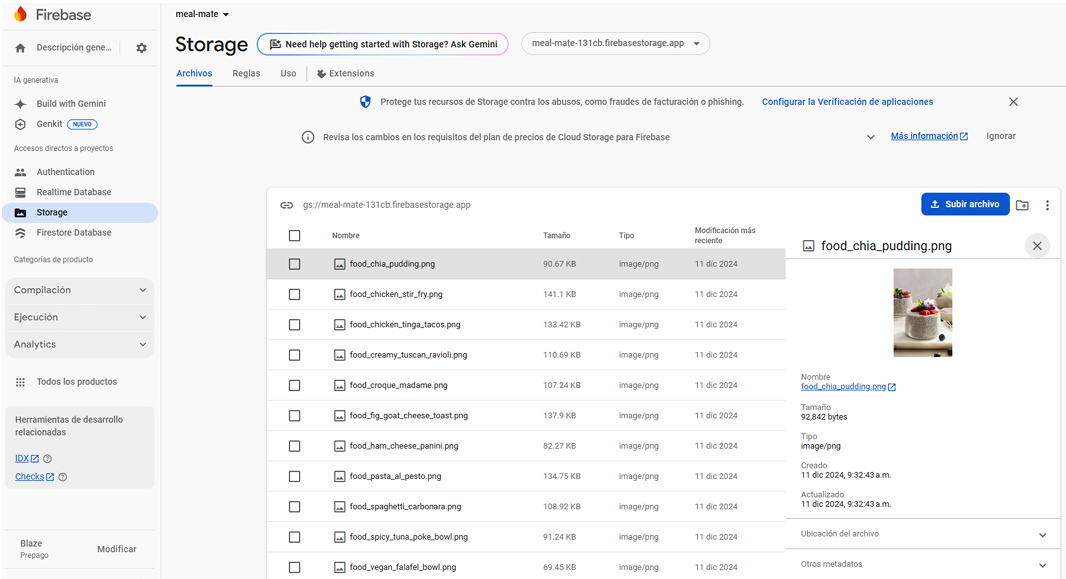 Firebase
Descripción gene...
IA generativa
Build with Gemini
Genkit NUEVO
Accesos directos a proyectos
Authentication
Realtime Database
Storage
Firestore Database
Categorías de producto
Compilación
Ejecución
Analytics
Todos los productos
Herramientas de desarrollo
relacionadas
IDX
Checks
Blaze
Prepago
Modificar
meal-mate
Storage
Need help getting started with Storage? Ask Gemini
meal-mate-131cb.firebasestorage.app
Archivos Reglas Uso Extensions
Protege tus recursos de Storage contra los abusos, como fraudes de facturación o phishing. Configurar la Verificación de aplicaciones
Revisa los cambios en los requisitos del plan de precios de Cloud Storage para Firebase Más información Ignorar
gs://meal-mate-131cb.firebasestorage.app
Subir archivo
Nombre Tamaño Tipo Modificación más reciente
food_chia_pudding.png 90.67 KB image/png 11 dic 2024
food_chicken_stir_fry.png 141.1 KB image/png 11 dic 2024
food_chicken_tinga_tacos.png 133.42 KB image/png 11 dic 2024
food_creamy_tuscan_ravioli.png 110.69 KB image/png 11 dic 2024
food_croque_madame.png 107.24 KB image/png 11 dic 2024
food_fig_goat_cheese_toast.png 137.9 KB image/png 11 dic 2024
food_ham_cheese_panini.png 82.27 KB image/png 11 dic 2024
food_pasta_al_pesto.png 134.75 KB image/png 11 dic 2024
food_spaghetti_carbonara.png 108.92 KB image/png 11 dic 2024
food_spicy_tuna_poke_bowl.png 91.24 KB image/png 11 dic 2024
food_vegan_falafel_bowl.png 69.45 KB image/png 11 dic 2024
food_chia_pudding.png
Nombre
food_chia_pudding.png
Tamaño
92,842 bytes
Tipo
image/png
Creado
11 dic 2024, 9:32:43 a.m.
Actualizado
11 dic 2024, 9:32:43 a.m.
Ubicación del archivo
Otros metadatos